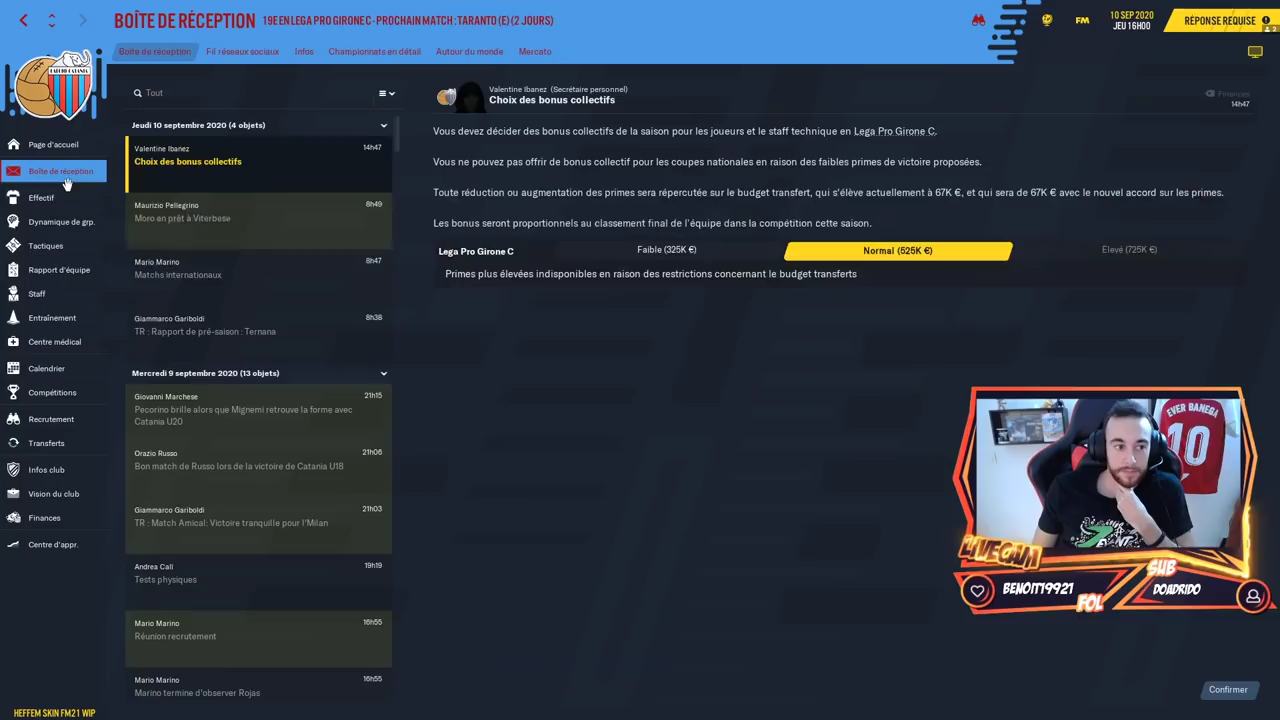 BOÎTE DE RÉCEPTION
19E EN LEGA PRO GIRONE C - PROCHAIN MATCH : TARANTO (E) (2 JOURS)
FM
10 SEP 2020
JEU 16H00
RÉPONSE REQUISE
Boîte de réception
Fil réseaux sociaux
Infos
Championnats en détail
Autour du monde
Mercato
Page d'accueil
Boîte de réception
Effectif
Dynamique de grp.
Tactiques
Rapport d'équipe
Staff
Entraînement
Centre médical
Calendrier
Compétitions
Recrutement
Transferts
Infos club
Vision du club
Finances
Centre d'appr.
HEFFEM SKIN FM21 WIP
Tout
Jeudi 10 septembre 2020 (4 objets)
Valentine Ibanez 14h47
Choix des bonus collectifs
Maurizio Pellegrino 8h49
Moro en prêt à Viterbese
Mario Marino 8h47
Matchs internationaux
Giammarco Gariboldi 8h38
TR : Rapport de pré-saison : Ternana
Mercredi 9 septembre 2020 (13 objets)
Giovanni Marchese 21h15
Pecorino brille alors que Mignemi retrouve la forme avec
Catania U20
Orazio Russo 21h06
Bon match de Russo lors de la victoire de Catania U18
Giammarco Gariboldi 21h03
TR : Match Amical: Victoire tranquille pour l'Milan
Andrea Calì 19h19
Tests physiques
Mario Marino 16h55
Réunion recrutement
Mario Marino 16h55
Marino termine d'observer Rojas
Valentine Ibanez (Secrétaire personnel)
Choix des bonus collectifs
Finances
14h47
Vous devez décider des bonus collectifs de la saison pour les joueurs et le staff technique en Lega Pro Girone C.
Vous ne pouvez pas offrir de bonus collectif pour les coupes nationales en raison des faibles primes de victoire proposées.
Toute réduction ou augmentation des primes sera répercutée sur le budget transfert, qui s'élève actuellement à 67K €, et qui sera de 67K € avec le nouvel accord sur les primes.
Les bonus seront proportionnels au classement final de l'équipe dans la compétition cette saison.
Lega Pro Girone C
Faible (325K €)
Normal (525K €)
Élevé (725K €)
Primes plus élevées indisponibles en raison des restrictions concernant le budget transferts
EVER BANEGA
10
LIVECAM
BENOIT19921
FOL
SUB
DOADRIDO
Confirmer